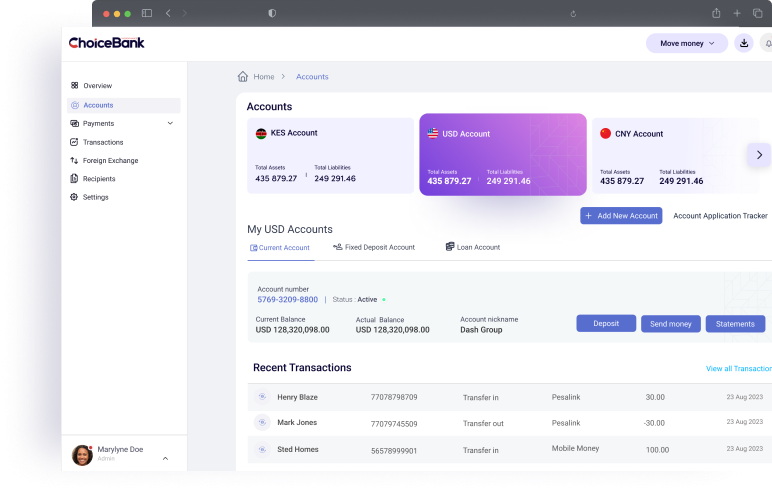 ChoiceBank
Move money
Overview
Accounts
Payments
Transactions
Foreign Exchange
Recipients
Settings
Marylyne Doe
Admin
Home > Accounts
Accounts
KES Account
Total Assets Total Liabilities
435 879.27 249 291.46
USD Account
Total Assets Total Liabilities
435 879.27 249 291.46
CNY Account
Total Assets Total Liabilities
435 879.27 249 291.46
+ Add New Account Account Application Tracker
My USD Accounts
Current Account Fixed Deposit Account Loan Account
Account number
5769-3209-8800 | Status : Active
Current Balance Actual Balance Account nickname
USD 128,320,098.00 USD 128,320,098.00 Dash Group
Deposit Send money Statements
Recent Transactions View all Transaction
Henry Blaze 77078798709 Transfer in Pesalink 30.00 23 Aug 2023
Mark Jones 77079745509 Transfer out Pesalink -30.00 23 Aug 2023
Sted Homes 56578999901 Transfer in Mobile Money 100.00 23 Aug 2023